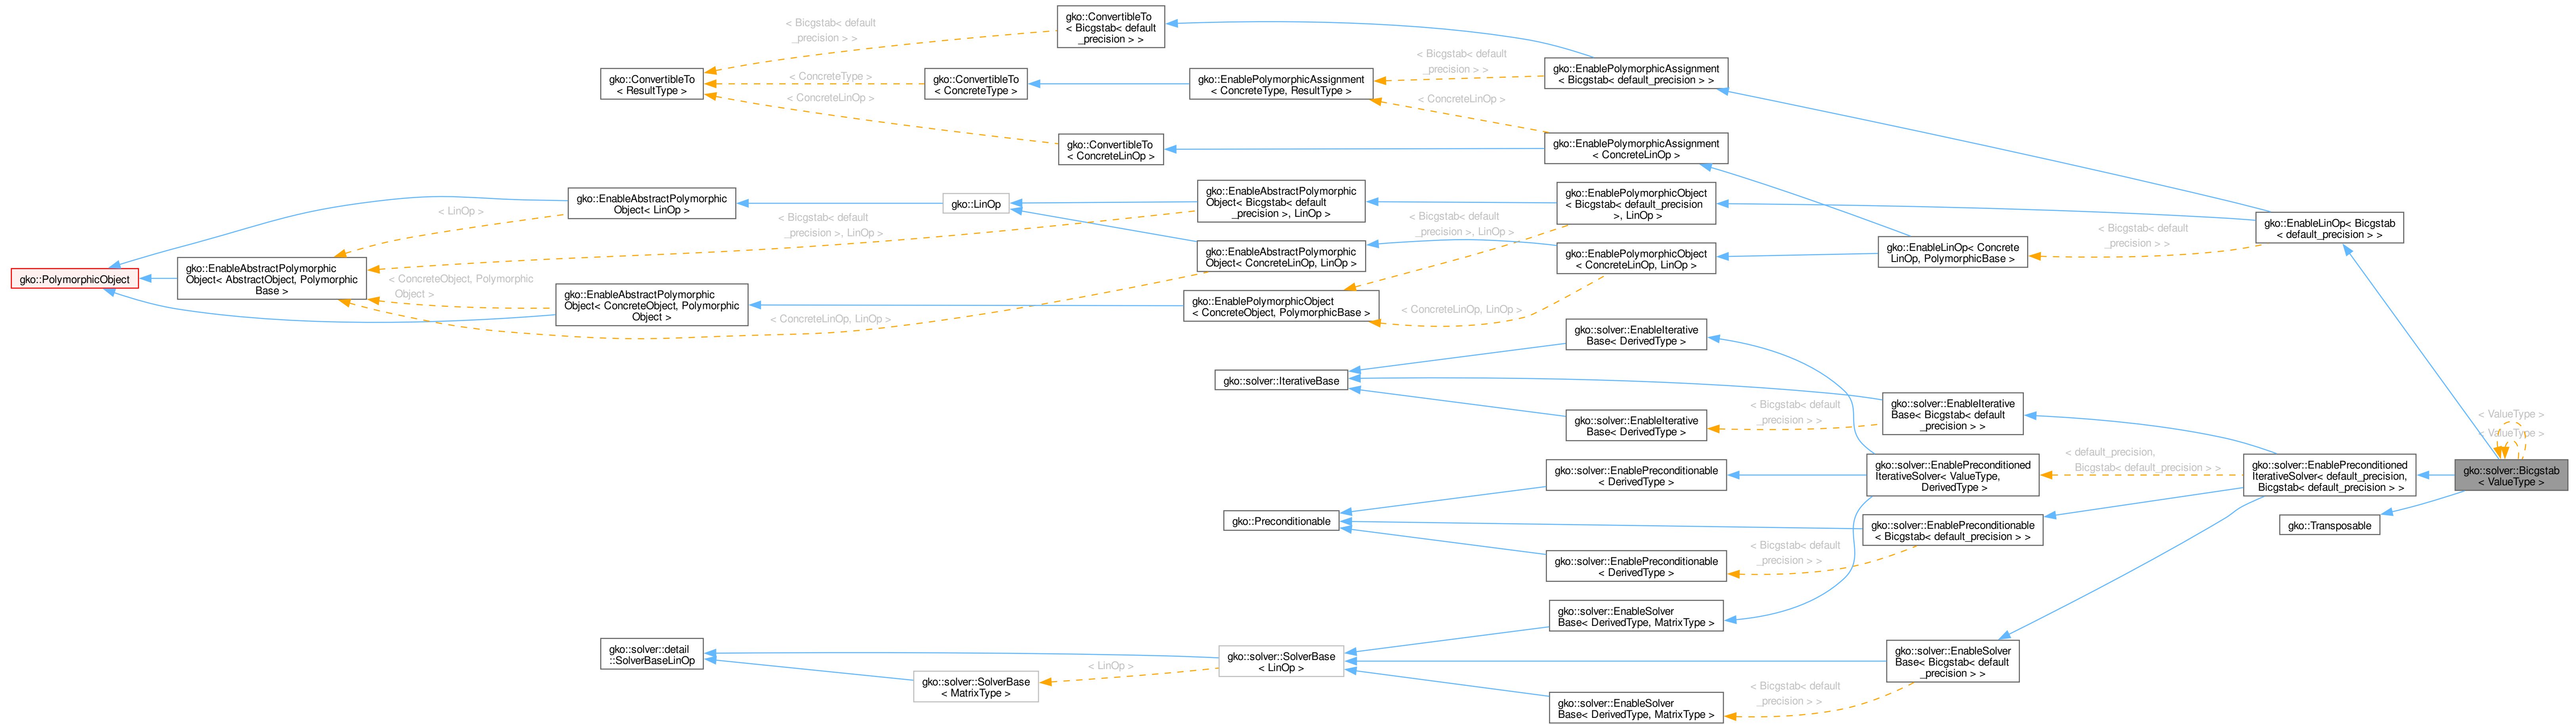 gko::PolymorphicObject
gko::EnableAbstractPolymorphic
Object< AbstractObject, Polymorphic
Base >
gko::EnableAbstractPolymorphic
Object< LinOp >
< LinOp >
< ConcreteObject, Polymorphic
Object >
gko::EnableAbstractPolymorphic
Object< ConcreteObject, Polymorphic
Object >
gko::ConvertibleTo
< ResultType >
< Bicgstab< default
_precision > >
< ConcreteType >
< ConcreteLinOp >
gko::ConvertibleTo
< Bicgstab< default
_precision > >
gko::ConvertibleTo
< ConcreteType >
gko::ConvertibleTo
< ConcreteLinOp >
gko::LinOp
< Bicgstab< default
_precision >, LinOp >
< ConcreteLinOp, LinOp >
gko::EnablePolymorphicAssignment
< ConcreteType, ResultType >
< Bicgstab< default
_precision > >
< ConcreteLinOp >
gko::EnablePolymorphicAssignment
< Bicgstab< default_precision > >
gko::EnablePolymorphicAssignment
< ConcreteLinOp >
gko::EnableAbstractPolymorphic
Object< Bicgstab< default
_precision >, LinOp >
gko::EnableAbstractPolymorphic
Object< ConcreteLinOp, LinOp >
gko::EnablePolymorphicObject
< ConcreteObject, PolymorphicBase >
< Bicgstab< default
_precision >, LinOp >
< ConcreteLinOp, LinOp >
gko::EnablePolymorphicObject
< Bicgstab< default_precision
>, LinOp >
gko::EnablePolymorphicObject
< ConcreteLinOp, LinOp >
gko::EnableLinOp< Concrete
LinOp, PolymorphicBase >
< Bicgstab< default
_precision > >
gko::EnableLinOp< Bicgstab
< default_precision > >
gko::solver::IterativeBase
gko::solver::EnableIterative
Base< DerivedType >
gko::solver::EnableIterative
Base< DerivedType >
< Bicgstab< default
_precision > >
gko::solver::EnableIterative
Base< Bicgstab< default
_precision > >
gko::Preconditionable
gko::solver::EnablePreconditionable
< DerivedType >
gko::solver::EnablePreconditionable
< DerivedType >
< Bicgstab< default
_precision > >
gko::solver::EnablePreconditioned
IterativeSolver< ValueType,
DerivedType >
gko::solver::EnablePreconditionable
< Bicgstab< default_precision > >
< default_precision,
Bicgstab< default_precision > >
gko::solver::EnablePreconditioned
IterativeSolver< default_precision,
Bicgstab< default_precision > >
gko::Transposable
< ValueType >
< ValueType >
gko::solver::Bicgstab
< ValueType >
gko::solver::detail
::SolverBaseLinOp
gko::solver::SolverBase
< MatrixType >
< LinOp >
gko::solver::SolverBase
< LinOp >
gko::solver::EnableSolver
Base< DerivedType, MatrixType >
gko::solver::EnableSolver
Base< DerivedType, MatrixType >
< Bicgstab< default
_precision > >
gko::solver::EnableSolver
Base< Bicgstab< default
_precision > >